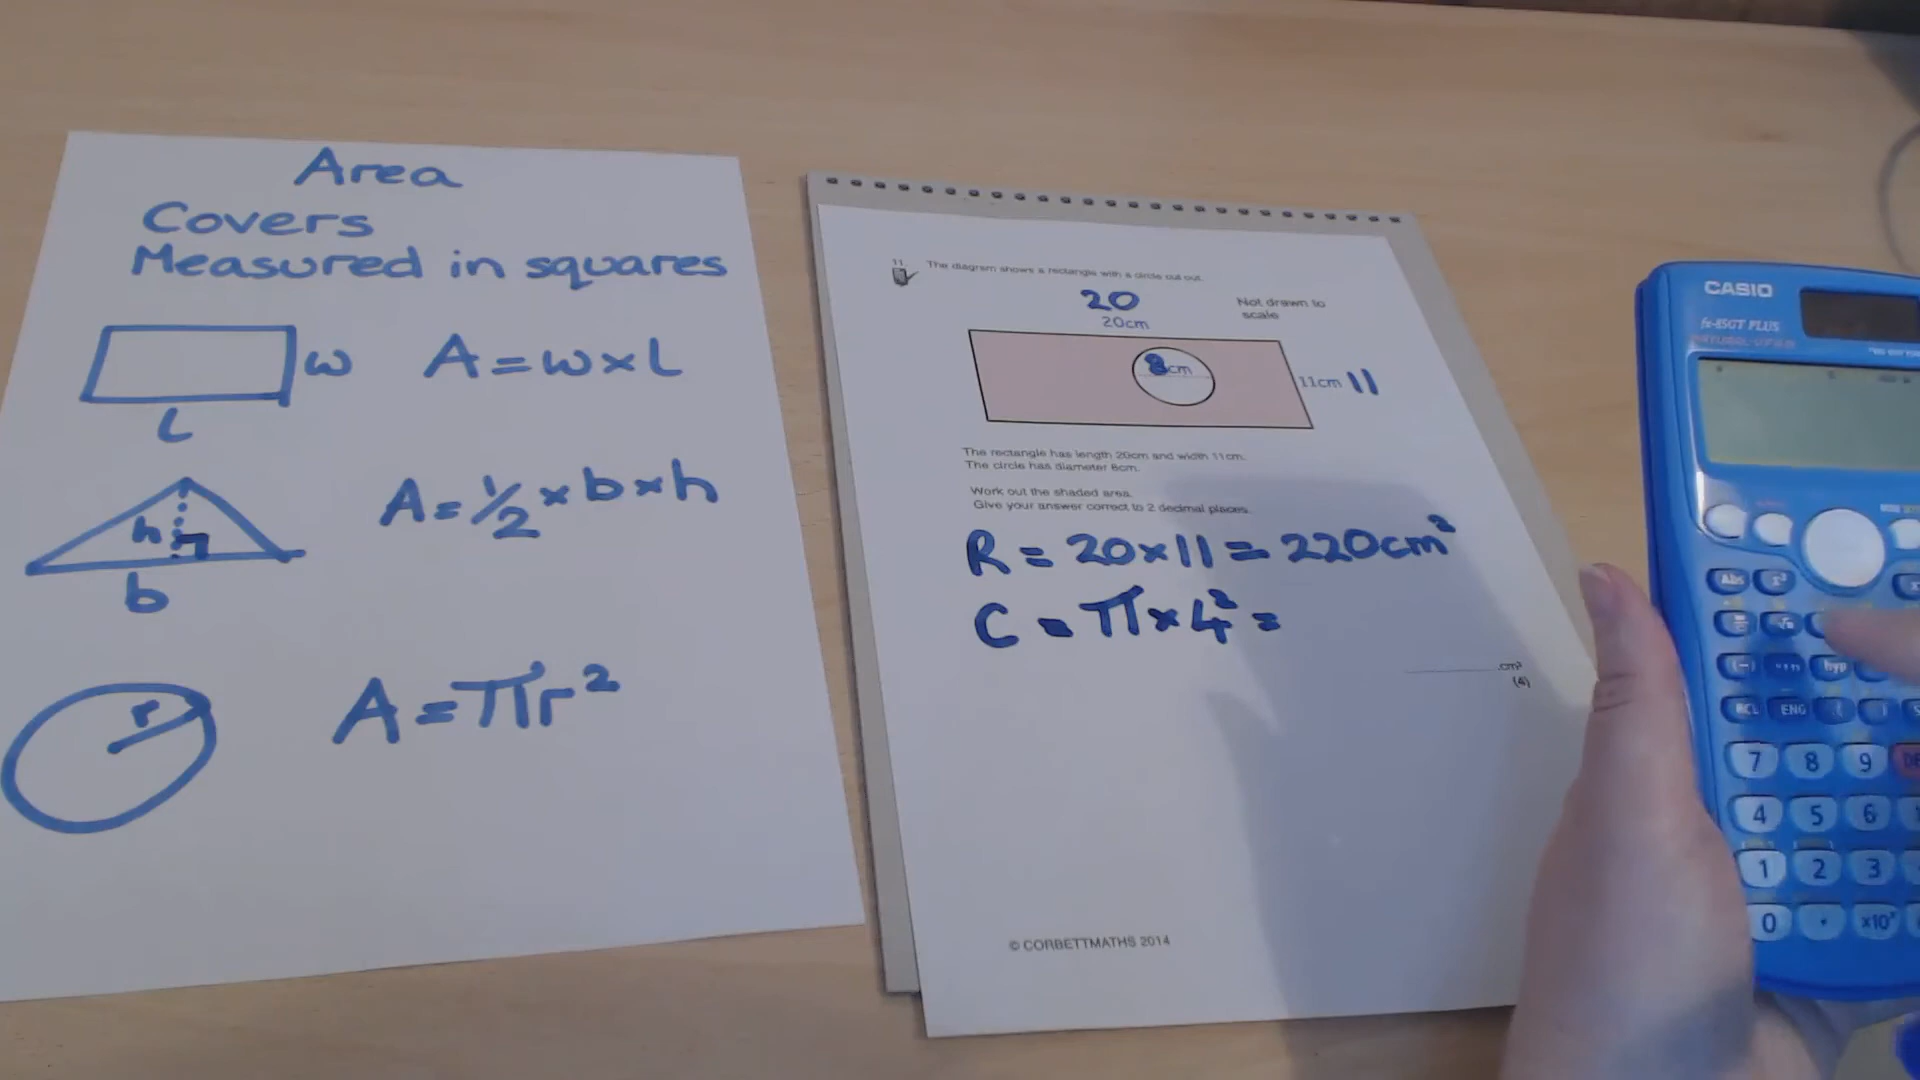 Area
Covers
Measured in squares
w
A = w × L
L
h
A = ½ × b × h
b
r
A = πr²
11.
The diagram shows a rectangle with a circle cut out.
20
20cm
Not drawn to
scale
8cm
11cm 11
The rectangle has length 20cm and width 11cm.
The circle has diameter 8cm.
Work out the shaded area.
Give your answer correct to 2 decimal places.
R = 20 × 11 = 220cm²
C = π × 4² =
cm²
(4)
© CORBETTMATHS 2014
CASIO
fx-85GT PLUS
Abs
(−)
hyp
RCL ENG (
7 8 9
4 5 6
1 2 3
0 . ×10ˣ